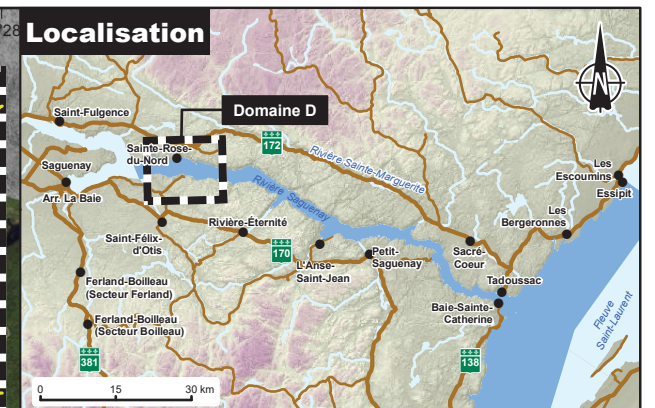 28
Localisation
N
Saint-Fulgence
Domaine D
172
Sainte-Rose-
du-Nord
Rivière Sainte-Marguerite
Saguenay
Arr. La Baie
Rivière Saguenay
Les
Escoumins
Essipit
Les
Bergeronnes
Rivière-Éternité
Saint-Félix-
d'Otis
170
L'Anse-
Saint-Jean
Petit-
Saguenay
Sacré-
Coeur
Tadoussac
Ferland-Boilleau
(Secteur Ferland)
Baie-Sainte-
Catherine
Ferland-Boilleau
(Secteur Boilleau)
Fleuve
Saint-Laurent
381
138
0 15 30 km